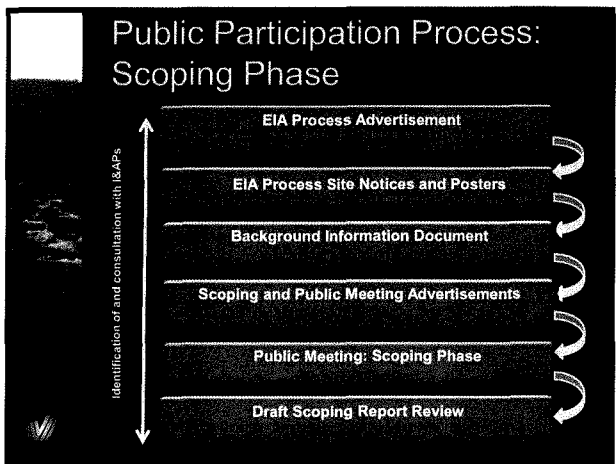 Public Participation Process:
Scoping Phase
Identification of and consultation with I&APs
EIA Process Advertisement
EIA Process Site Notices and Posters
Background Information Document
Scoping and Public Meeting Advertisements
Public Meeting: Scoping Phase
Draft Scoping Report Review